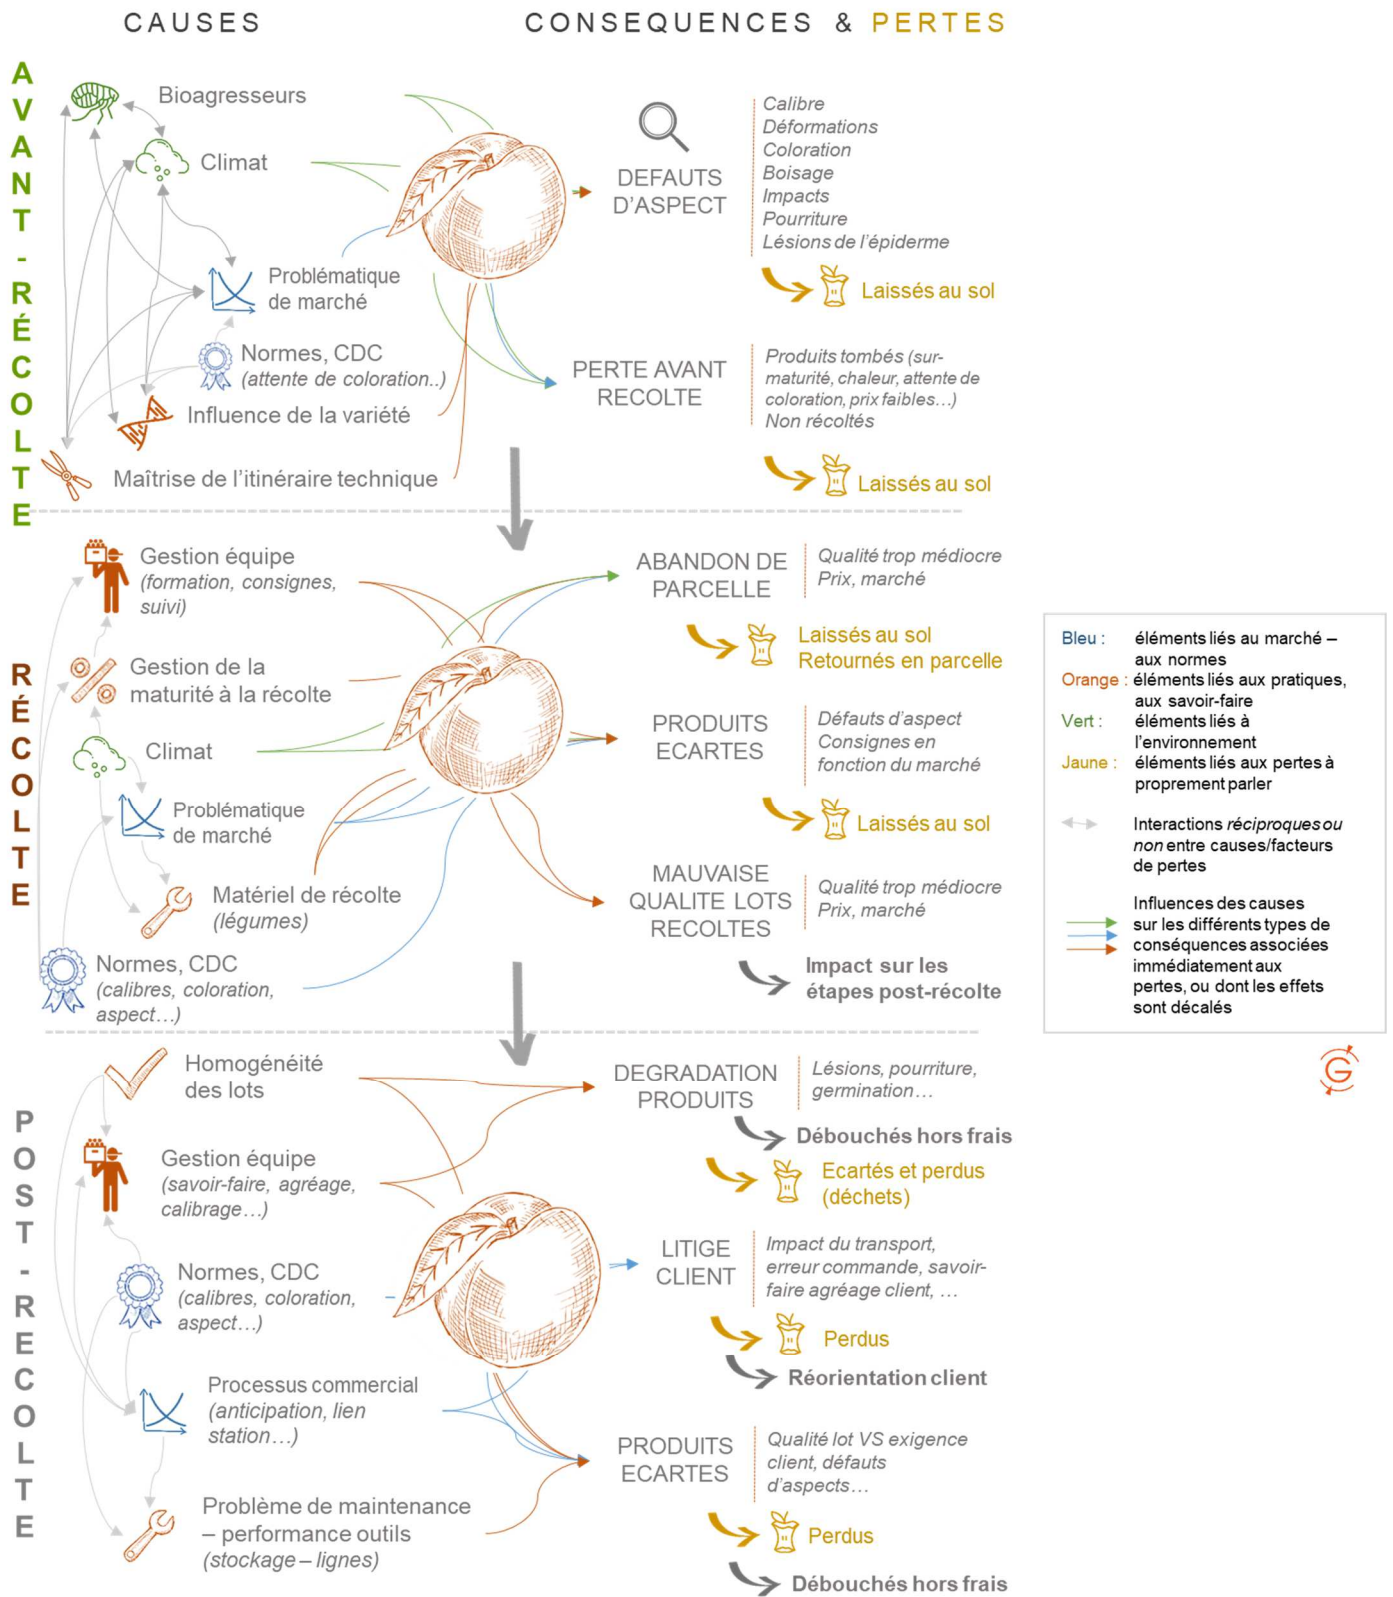 CAUSES
CONSEQUENCES & PERTES
AVANT-RÉCOLTE
Bioagresseurs
Climat
Problématique
de marché
Normes, CDC
(attente de coloration..)
Influence de la variété
Maîtrise de l'itinéraire technique
DEFAUTS
D'ASPECT
Calibre
Déformations
Coloration
Boisage
Impacts
Pourriture
Lésions de l'épiderme
Laissés au sol
PERTE AVANT
RECOLTE
Produits tombés (sur-
maturité, chaleur, attente de
coloration, prix faibles…)
Non récoltés
Laissés au sol
RÉCOLTE
Gestion équipe
(formation, consignes,
suivi)
Gestion de la
maturité à la récolte
Climat
Problématique
de marché
Matériel de récolte
(légumes)
Normes, CDC
(calibres, coloration,
aspect…)
ABANDON DE
PARCELLE
Qualité trop médiocre
Prix, marché
Laissés au sol
Retournés en parcelle
PRODUITS
ECARTES
Défauts d'aspect
Consignes en
fonction du marché
Laissés au sol
MAUVAISE
QUALITE LOTS
RECOLTES
Qualité trop médiocre
Prix, marché
Impact sur les
étapes post-récolte
POST-RECOLTE
Homogénéité
des lots
Gestion équipe
(savoir-faire, agréage,
calibrage…)
Normes, CDC
(calibres, coloration,
aspect…)
Processus commercial
(anticipation, lien
station…)
Problème de maintenance
– performance outils
(stockage – lignes)
DEGRADATION
PRODUITS
Lésions, pourriture,
germination…
Débouchés hors frais
Ecartés et perdus
(déchets)
LITIGE
CLIENT
Impact du transport,
erreur commande, savoir-
faire agréage client, …
Perdus
Réorientation client
PRODUITS
ECARTES
Qualité lot VS exigence
client, défauts
d'aspects…
Perdus
Débouchés hors frais
Bleu : éléments liés au marché –
aux normes
Orange : éléments liés aux pratiques,
aux savoir-faire
Vert : éléments liés à
l'environnement
Jaune : éléments liés aux pertes à
proprement parler
Interactions réciproques ou
non entre causes/facteurs
de pertes
Influences des causes
sur les différents types de
conséquences associées
immédiatement aux
pertes, ou dont les effets
sont décalés
G